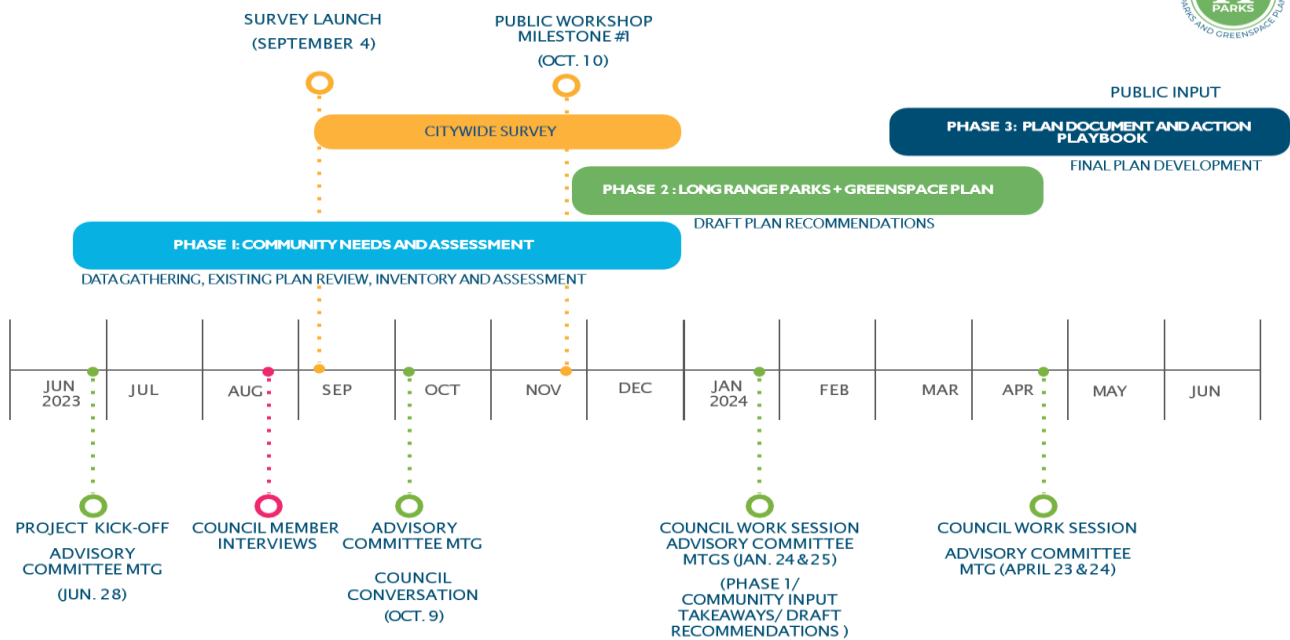 SURVEY LAUNCH
(SEPTEMBER 4)
PUBLIC WORKSHOP
MILESTONE #1
(OCT. 10)
PARKS
PARKS AND GREENSPACE PLAN
PUBLIC INPUT
CITYWIDE SURVEY
PHASE 3: PLAN DOCUMENT AND ACTION
PLAYBOOK
FINAL PLAN DEVELOPMENT
PHASE 2 : LONG RANGE PARKS + GREENSPACE PLAN
DRAFT PLAN RECOMMENDATIONS
PHASE I: COMMUNITY NEEDS AND ASSESSMENT
DATA GATHERING, EXISTING PLAN REVIEW, INVENTORY AND ASSESSMENT
JUN
2023
JUL
AUG
SEP
OCT
NOV
DEC
JAN
2024
FEB
MAR
APR
MAY
JUN
PROJECT KICK-OFF
ADVISORY
COMMITTEE MTG
(JUN. 28)
COUNCIL MEMBER
INTERVIEWS
ADVISORY
COMMITTEE MTG
COUNCIL
CONVERSATION
(OCT. 9)
COUNCIL WORK SESSION
ADVISORY COMMITTEE
MTGS (JAN. 24 & 25)
(PHASE 1/
COMMUNITY INPUT
TAKEAWAYS/ DRAFT
RECOMMENDATIONS )
COUNCIL WORK SESSION
ADVISORY COMMITTEE
MTG (APRIL 23 & 24)